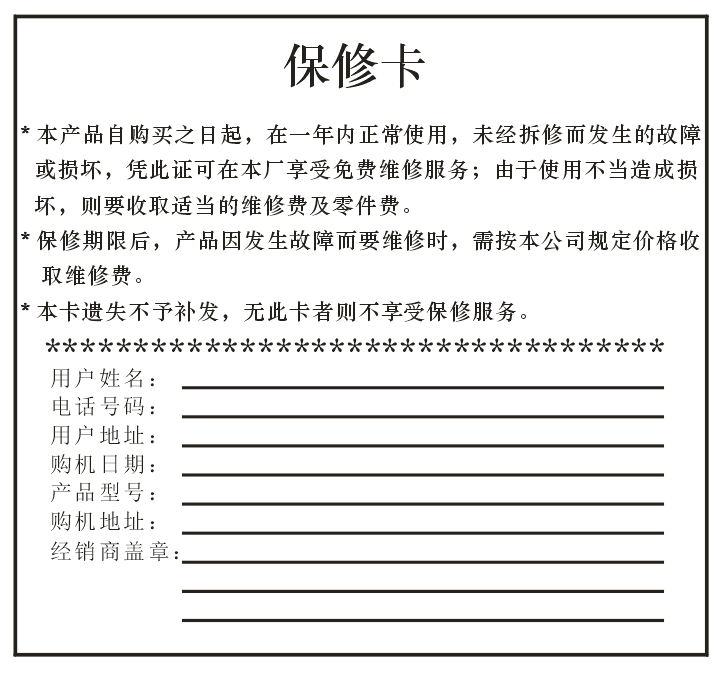 保修卡
* 本产品自购买之日起，在一年内正常使用，未经拆修而发生的故障
或损坏，凭此证可在本厂享受免费维修服务；由于使用不当造成损
坏，则要收取适当的维修费及零件费。
* 保修期限后，产品因发生故障而要维修时，需按本公司规定价格收
取维修费。
* 本卡遗失不予补发，无此卡者则不享受保修服务。
***********************************
用户姓名：
电话号码：
用户地址：
购机日期：
产品型号：
购机地址：
经销商盖章：